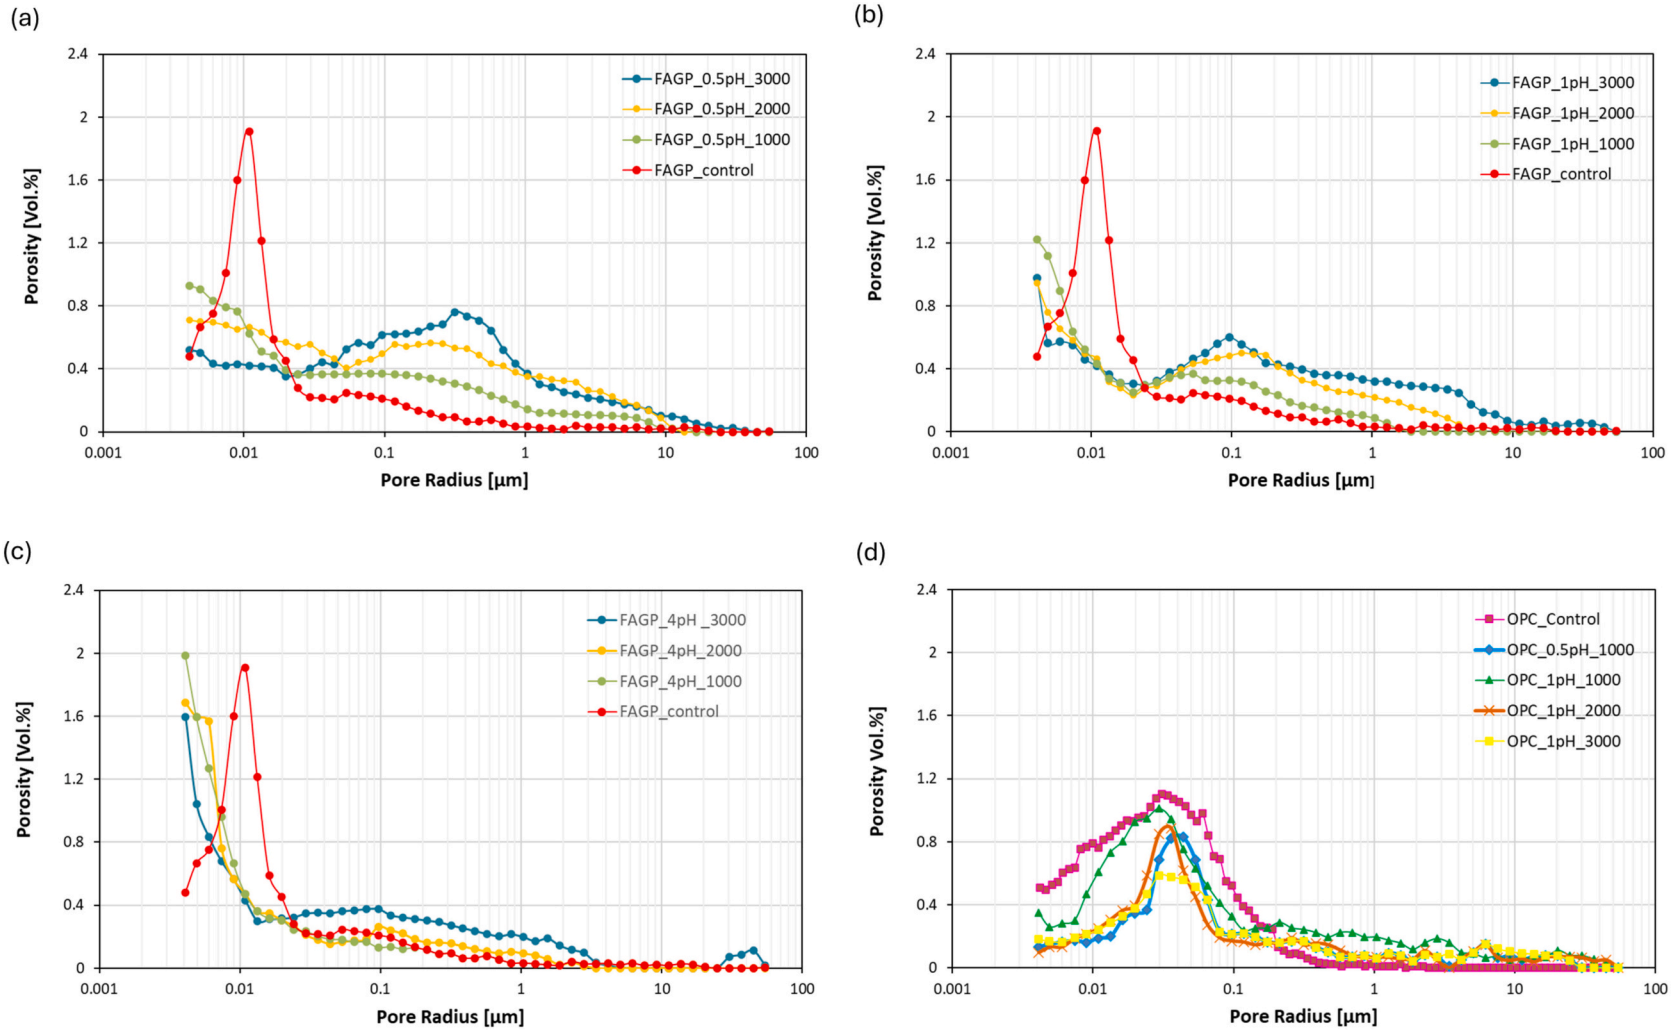 (a)
2.4
2
1.6
1.2
0.8
0.4
0
0.001
0.01
0.1
1
10
100
Porosity [Vol.%]
Pore Radius [µm]
FAGP_0.5pH_3000
FAGP_0.5pH_2000
FAGP_0.5pH_1000
FAGP_control
(b)
2.4
2
1.6
1.2
0.8
0.4
0
0.001
0.01
0.1
1
10
100
Porosity [Vol.%]
Pore Radius [µm]
FAGP_1pH_3000
FAGP_1pH_2000
FAGP_1pH_1000
FAGP_control
(c)
2.4
2
1.6
1.2
0.8
0.4
0
0.001
0.01
0.1
1
10
100
Porosity [Vol.%]
Pore Radius [µm]
FAGP_4pH _3000
FAGP_4pH_2000
FAGP_4pH_1000
FAGP_control
(d)
2.4
2
1.6
1.2
0.8
0.4
0
0.001
0.01
0.1
1
10
100
Porosity Vol.%]
Pore Radius [µm]
OPC_Control
OPC_0.5pH_1000
OPC_1pH_1000
OPC_1pH_2000
OPC_1pH_3000